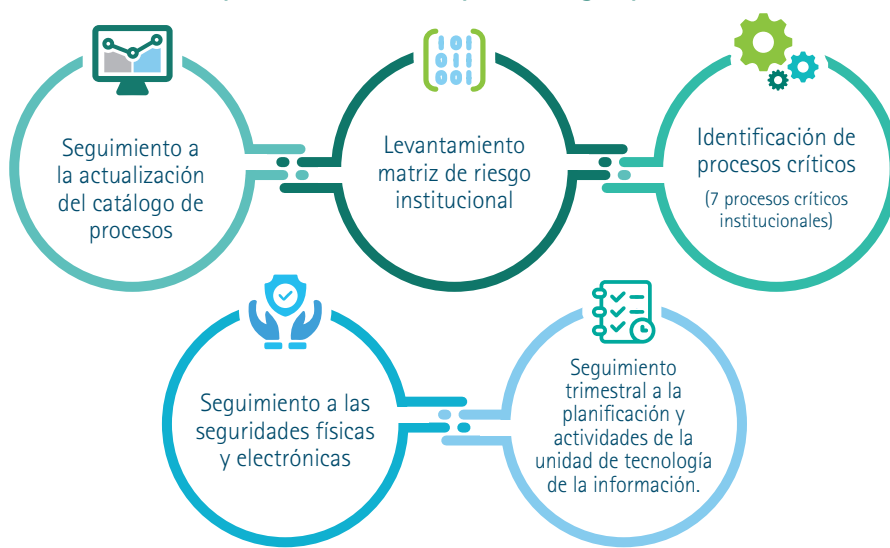 Seguimiento a
la actualización
del catálogo de
procesos
Levantamiento
matriz de riesgo
institucional
Identificación de
procesos críticos
(7 procesos críticos
institucionales)
Seguimiento a las
seguridades físicas
y electrónicas
Seguimiento
trimestral a la
planificación y
actividades de la
unidad de tecnología
de la información.